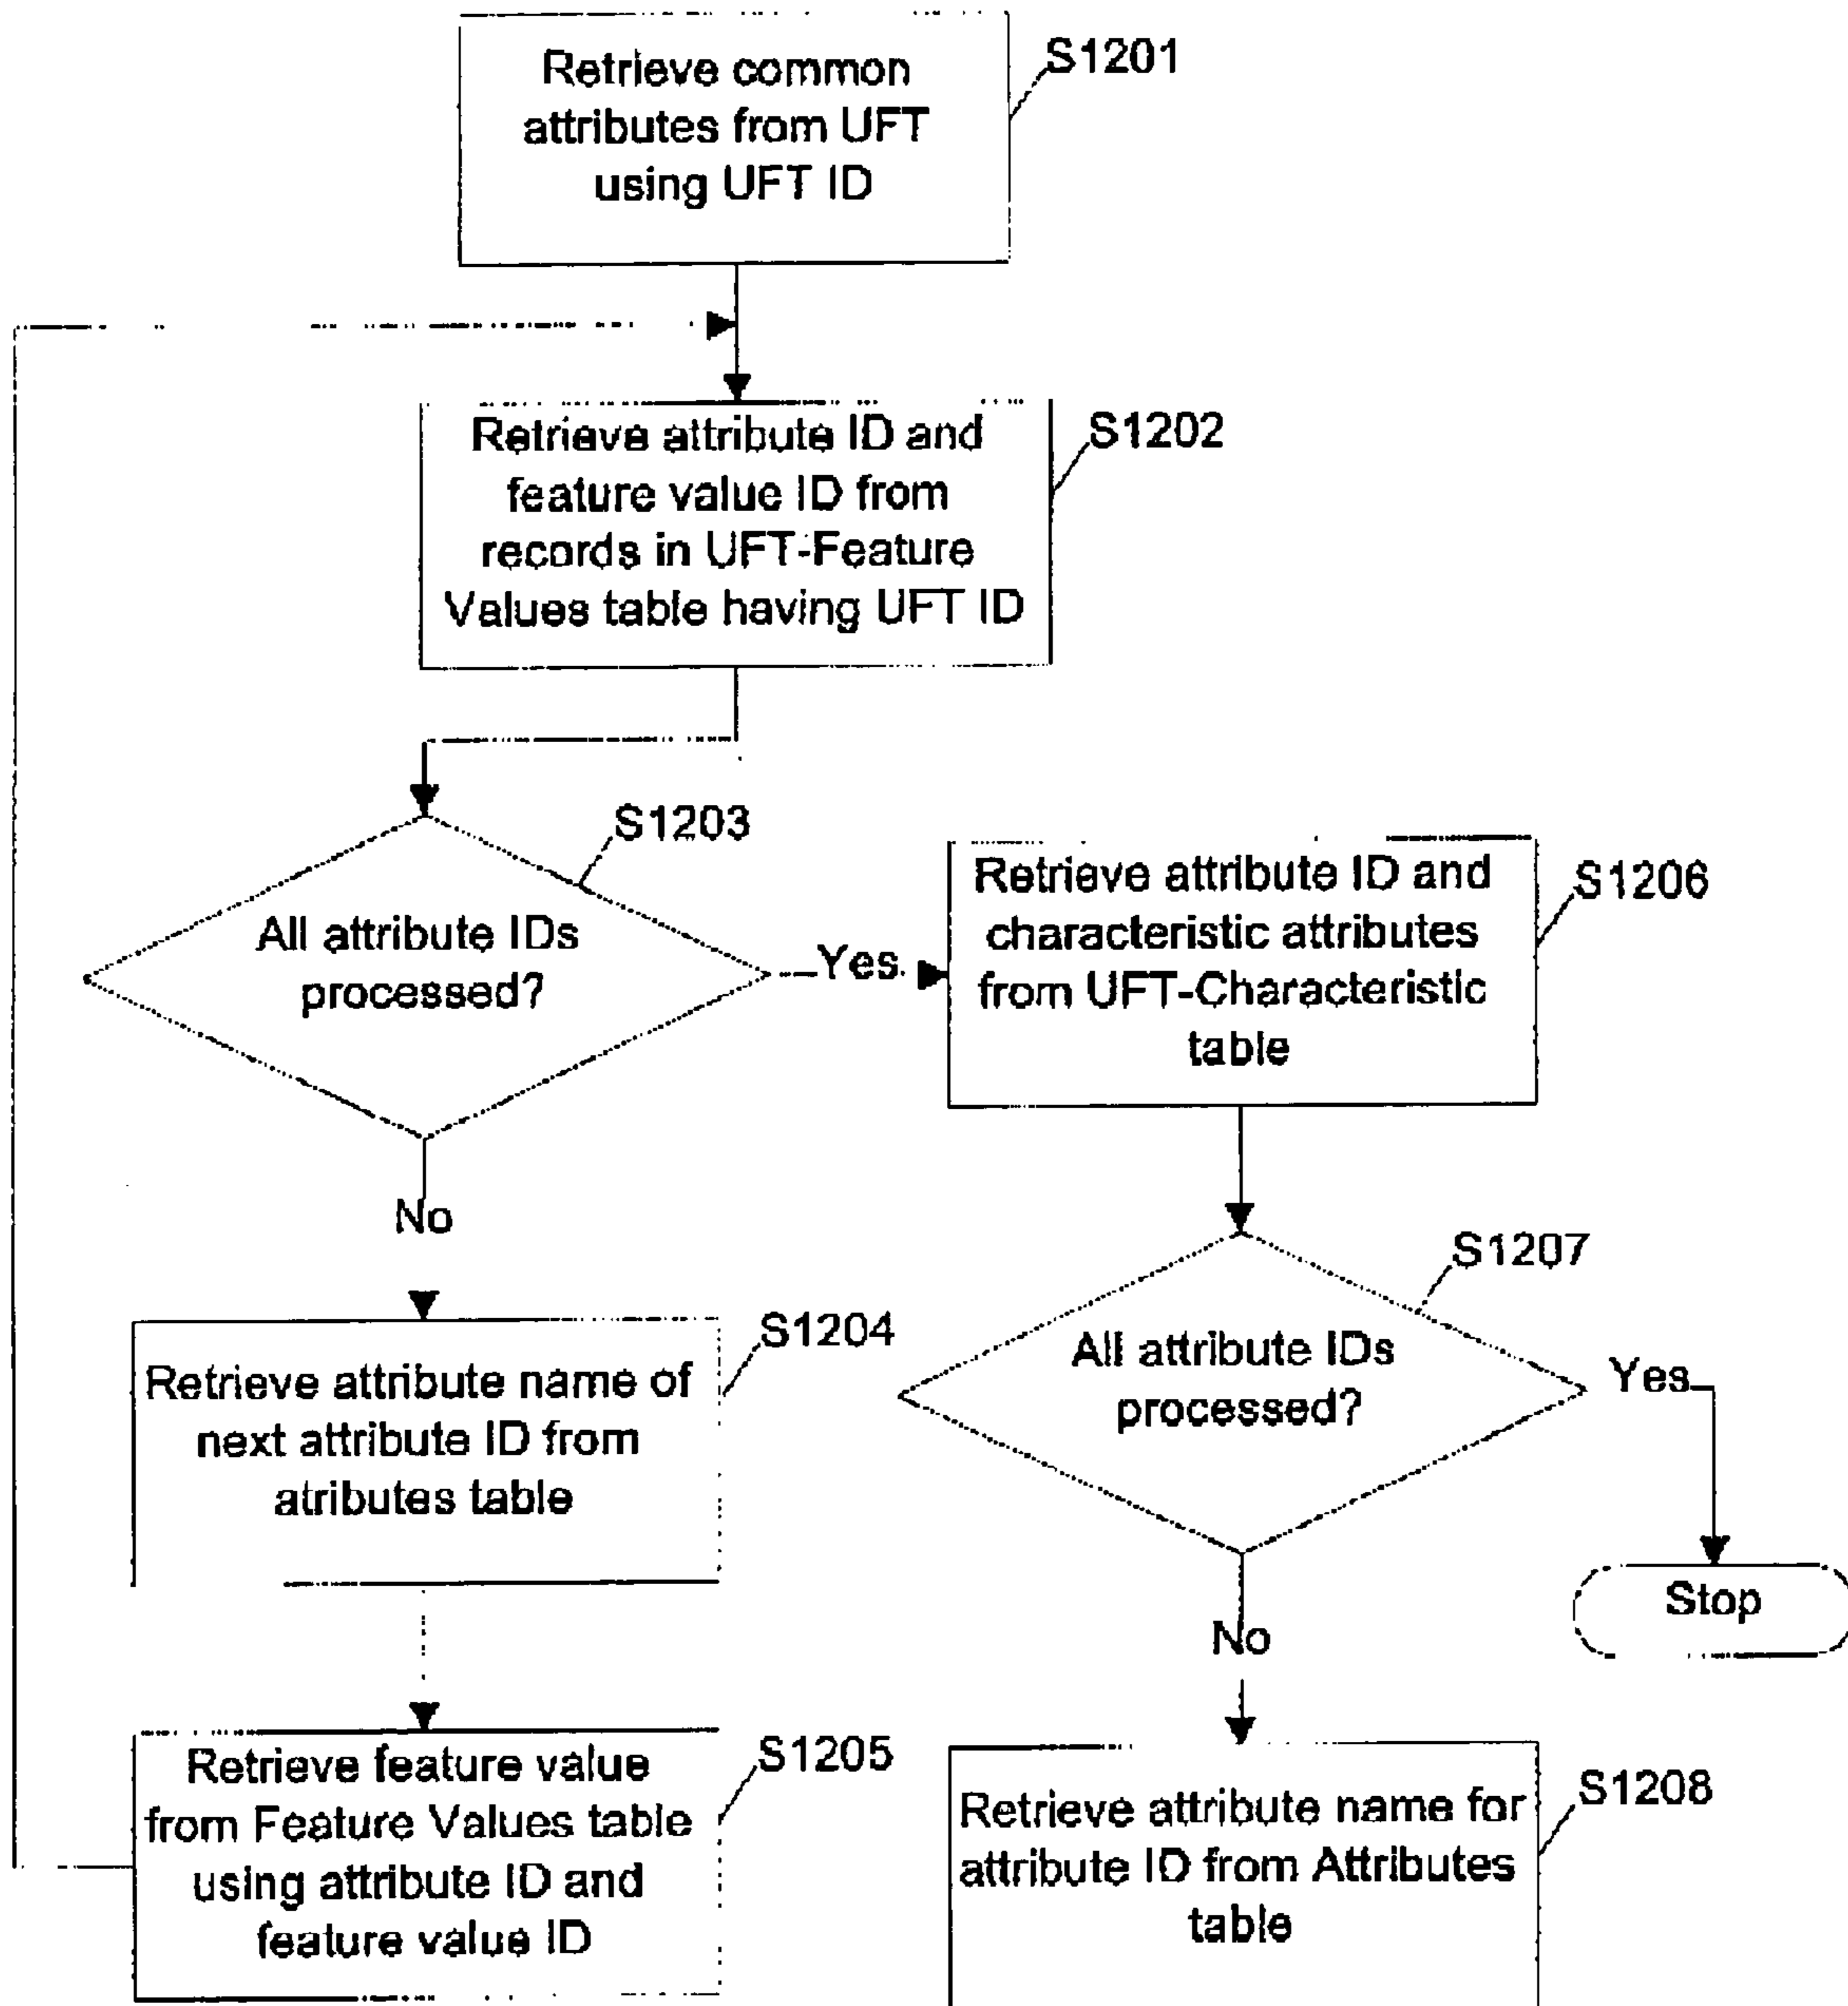 Retrieve common
attributes from UFT
using UFT ID
S1201
Retrieve attribute ID and
feature value ID from
records in UFT-Feature
Values table having UFT ID
S1202
All attribute IDs
processed?
S1203
Yes
No
Retrieve attribute name of
next attribute ID from
atributes table
S1204
Retrieve feature value
from Feature Values table
using attribute ID and
feature value ID
S1205
Retrieve attribute ID and
characteristic attributes
from UFT-Characteristic
table
S1206
All attribute IDs
processed?
S1207
Yes
Stop
No
Retrieve attribute name for
attribute ID from Attributes
table
S1208